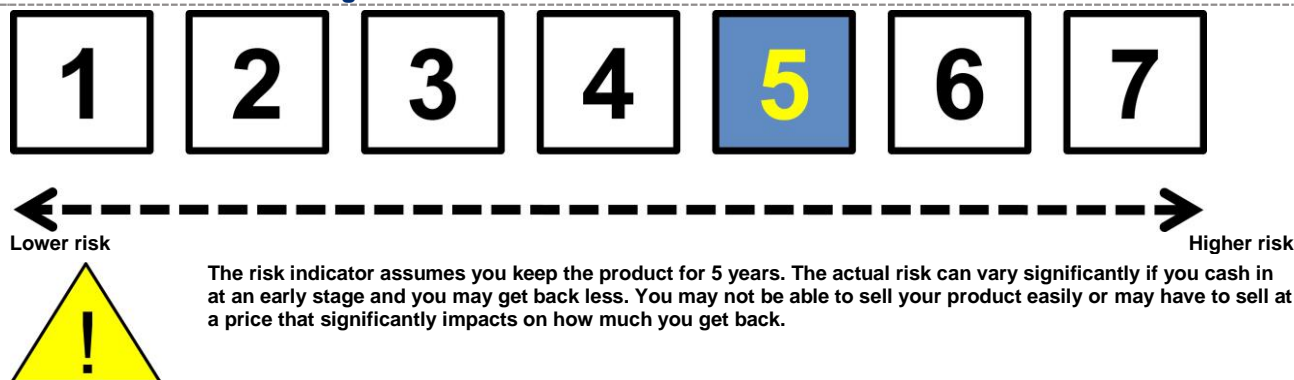 1 2 3 4 5 6 7
Lower risk Higher risk
The risk indicator assumes you keep the product for 5 years. The actual risk can vary significantly if you cash in
at an early stage and you may get back less. You may not be able to sell your product easily or may have to sell at
a price that significantly impacts on how much you get back.
!